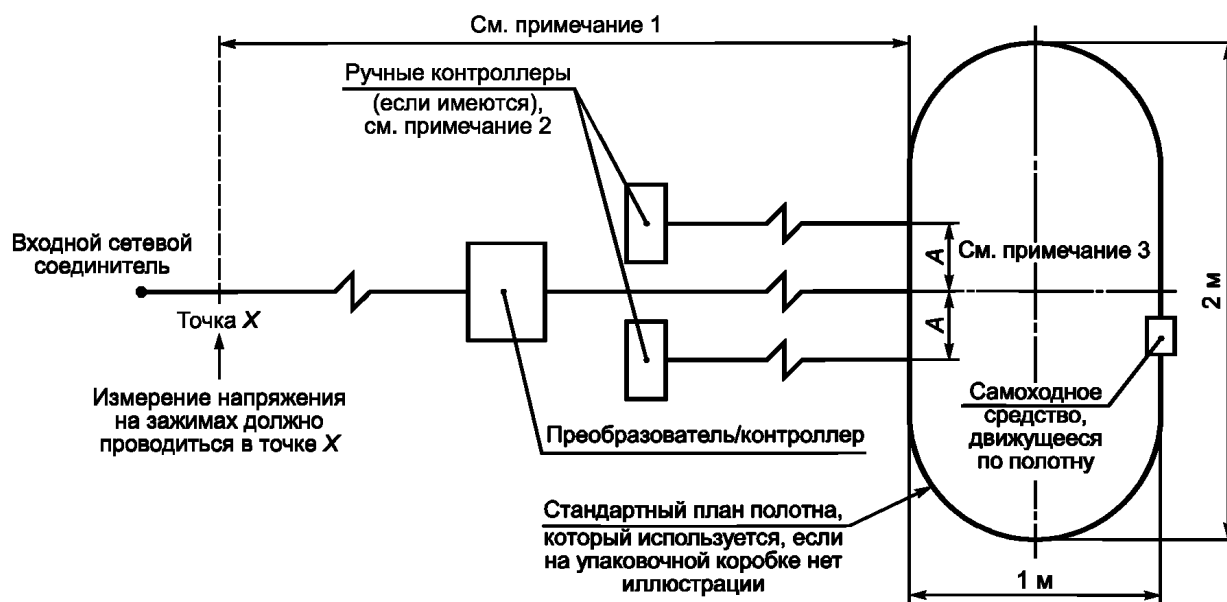 См. примечание 1
Ручные контроллеры
(если имеются),
см. примечание 2
Входной сетевой
соединитель
Точка X
Измерение напряжения
на зажимах должно
проводиться в точке X
Преобразователь/контроллер
A
A
См. примечание 3
2 м
Самоходное
средство,
движущееся
по полотну
Стандартный план полотна,
который используется, если
на упаковочной коробке нет
иллюстрации
1 м